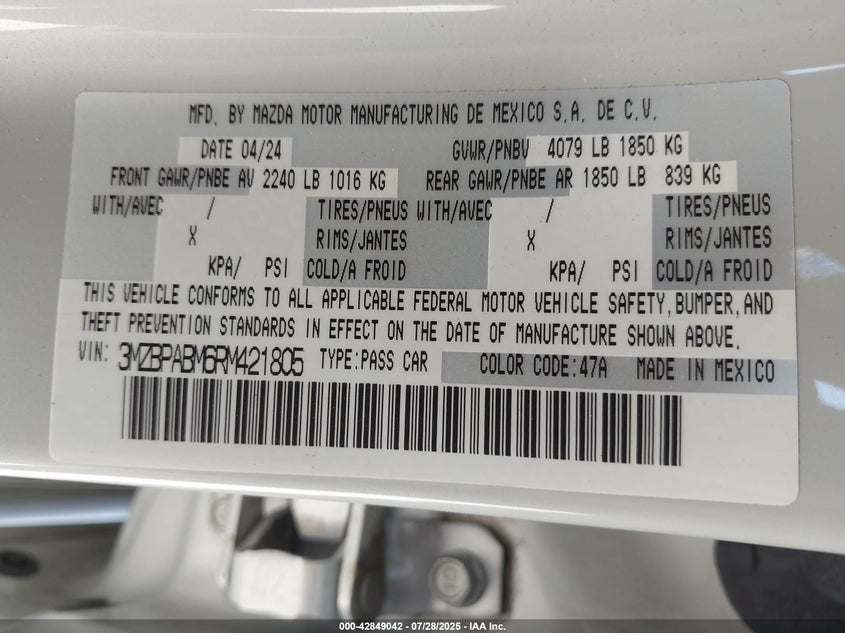 MFD. BY MAZDA MOTOR MANUFACTURING DE MEXICO S.A. DE C.V.
DATE 04/24 GVWR/PNBV 4079 LB 1850 KG
FRONT GAWR/PNBE AV 2240 LB 1016 KG REAR GAWR/PNBE AR 1850 LB 839 KG
WITH/AVEC / TIRES/PNEUS WITH/AVEC / TIRES/PNEUS
X RIMS/JANTES X RIMS/JANTES
KPA/ PSI COLD/A FROID KPA/ PSI COLD/A FROID
THIS VEHICLE CONFORMS TO ALL APPLICABLE FEDERAL MOTOR VEHICLE SAFETY, BUMPER, AND
THEFT PREVENTION STANDARDS IN EFFECT ON THE DATE OF MANUFACTURE SHOWN ABOVE.
VIN: 3MZBPABM6RM421805 TYPE:PASS CAR COLOR CODE:47A MADE IN MEXICO
000-42849042 / 07/28/2025 - IAA Inc.